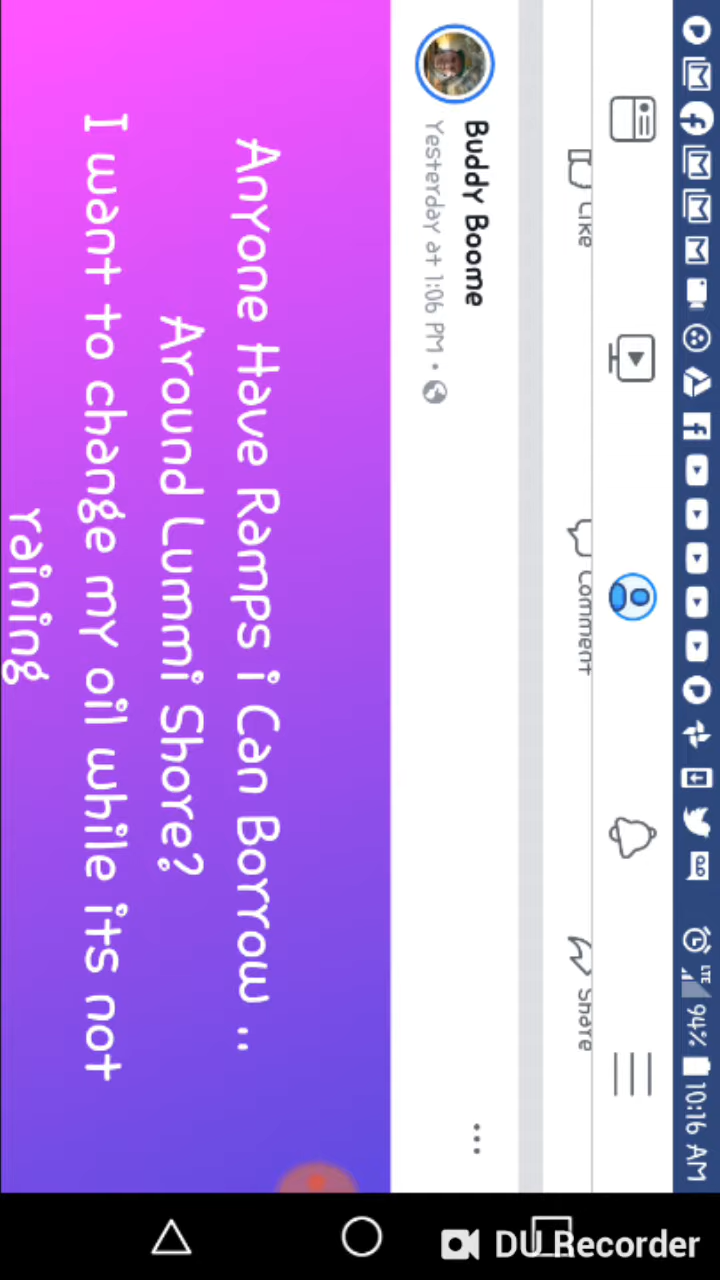 LTE 94% 10:16 AM
Like Comment Share
Buddy Boome
Yesterday at 1:06 PM
Anyone Have Ramps i Can Borrow ..
Around Lummi Shore?
I want to change my oil while its not
raining
DU Recorder